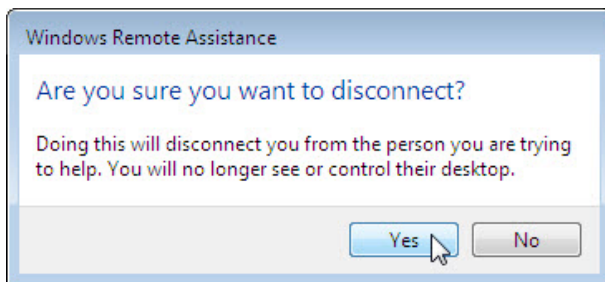 Windows Remote Assistance
Are you sure you want to disconnect?
Doing this will disconnect you from the person you are trying
to help. You will no longer see or control their desktop.
Yes No